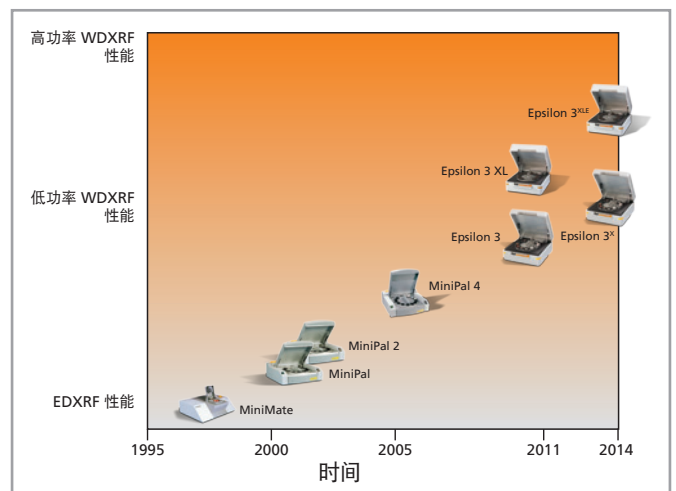 高功率 WDXRF
性能
Epsilon 3XLE
Epsilon 3 XL
低功率 WDXRF
性能
Epsilon 3
Epsilon 3X
MiniPal 4
MiniPal 2
MiniPal
EDXRF 性能
MiniMate
1995
2000
2005
2011
2014
时间